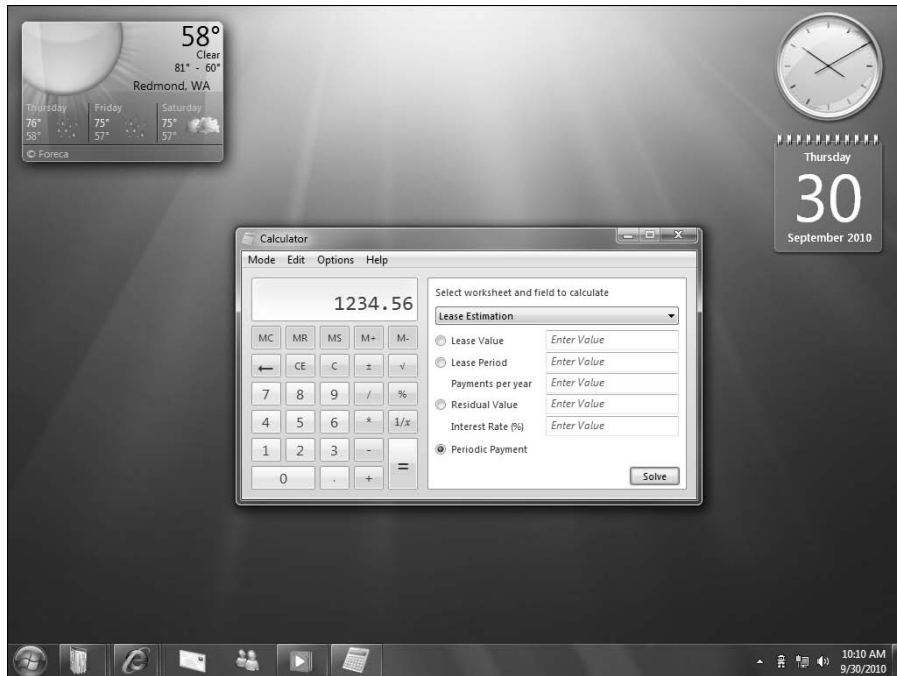 58°
Clear
81° - 60°
Redmond, WA
Thursday Friday Saturday
76° 75° 75°
58° 57° 57°
© Foreca
Thursday
30
September 2010
Calculator
Mode Edit Options Help
1234.56
MC MR MS M+ M-
← CE C ± √
7 8 9 / %
4 5 6 * 1/x
1 2 3 - =
0 . +
Select worksheet and field to calculate
Lease Estimation
Lease Value Enter Value
Lease Period Enter Value
Payments per year Enter Value
Residual Value Enter Value
Interest Rate (%) Enter Value
Periodic Payment
Solve
10:10 AM
9/30/2010